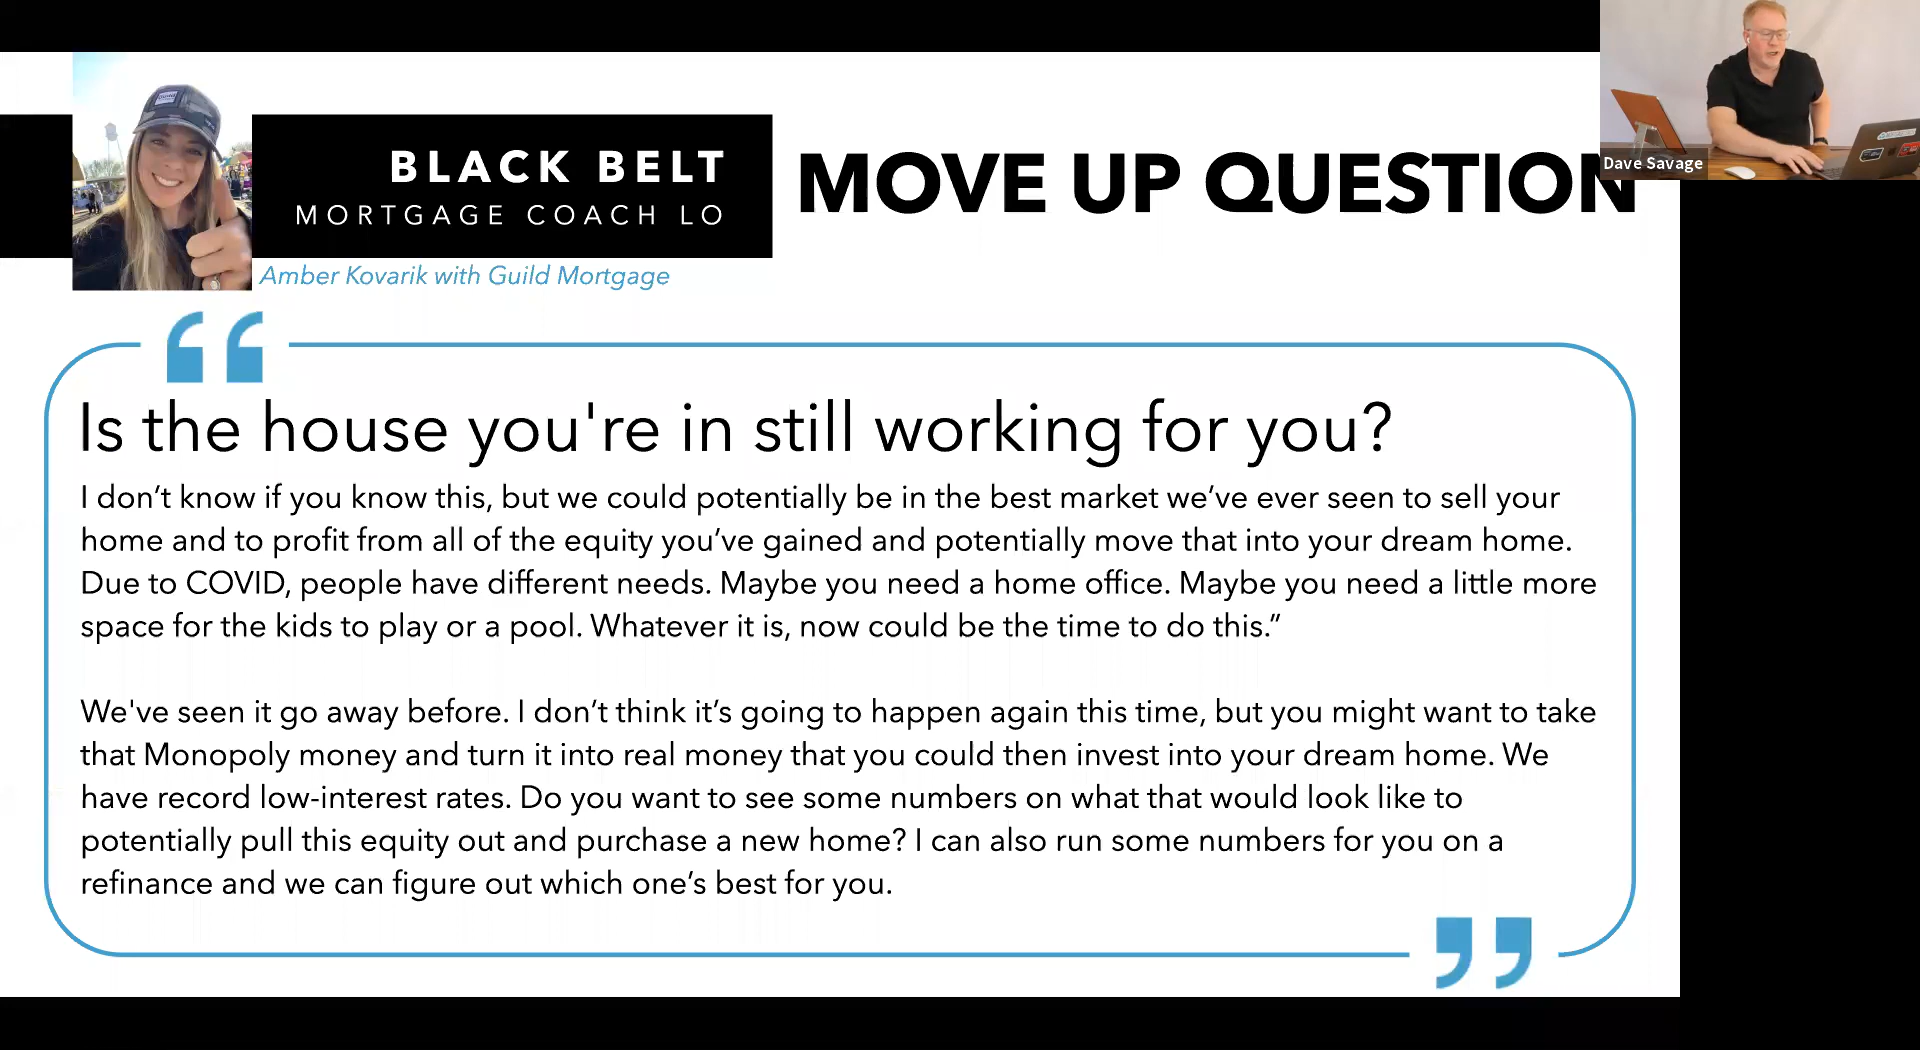 BLACK BELT
MORTGAGE COACH LO
MOVE UP QUESTION
Dave Savage
Amber Kovarik with Guild Mortgage
“
Is the house you're in still working for you?
I don’t know if you know this, but we could potentially be in the best market we’ve ever seen to sell your
home and to profit from all of the equity you’ve gained and potentially move that into your dream home.
Due to COVID, people have different needs. Maybe you need a home office. Maybe you need a little more
space for the kids to play or a pool. Whatever it is, now could be the time to do this.”
We've seen it go away before. I don’t think it’s going to happen again this time, but you might want to take
that Monopoly money and turn it into real money that you could then invest into your dream home. We
have record low-interest rates. Do you want to see some numbers on what that would look like to
potentially pull this equity out and purchase a new home? I can also run some numbers for you on a
refinance and we can figure out which one’s best for you.
”